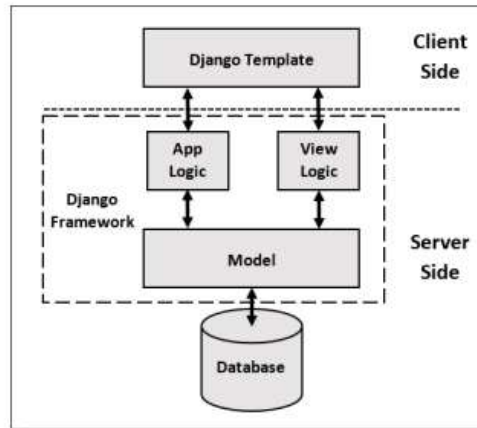 Django Template
Client
Side
App
Logic
View
Logic
Django
Framework
Model
Server
Side
Database